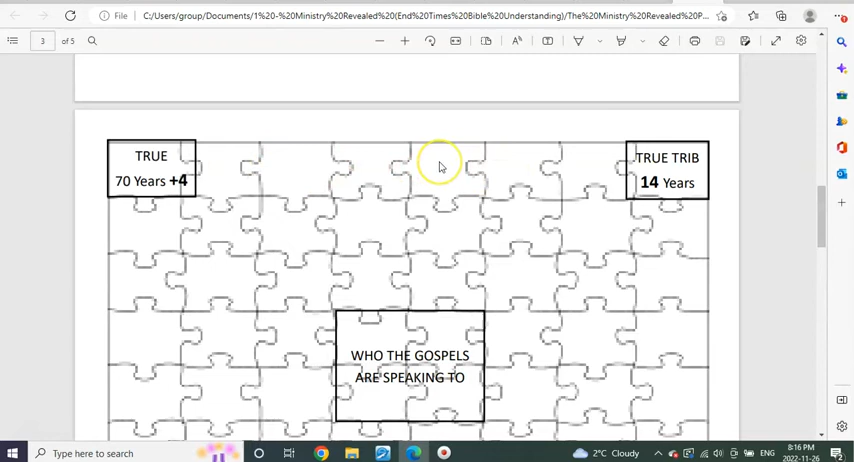 File
C:/Users/group/Documents/1%20-%20Ministry%20Revealed%20(End%20Times%20Bible%20Understanding)/The%20Ministry%20Revealed%20P...
3
of 5
TRUE
70 Years +4
TRUE TRIB
14 Years
WHO THE GOSPELS
ARE SPEAKING TO
Type here to search
2°C Cloudy
ENG
8:16 PM
2022-11-26